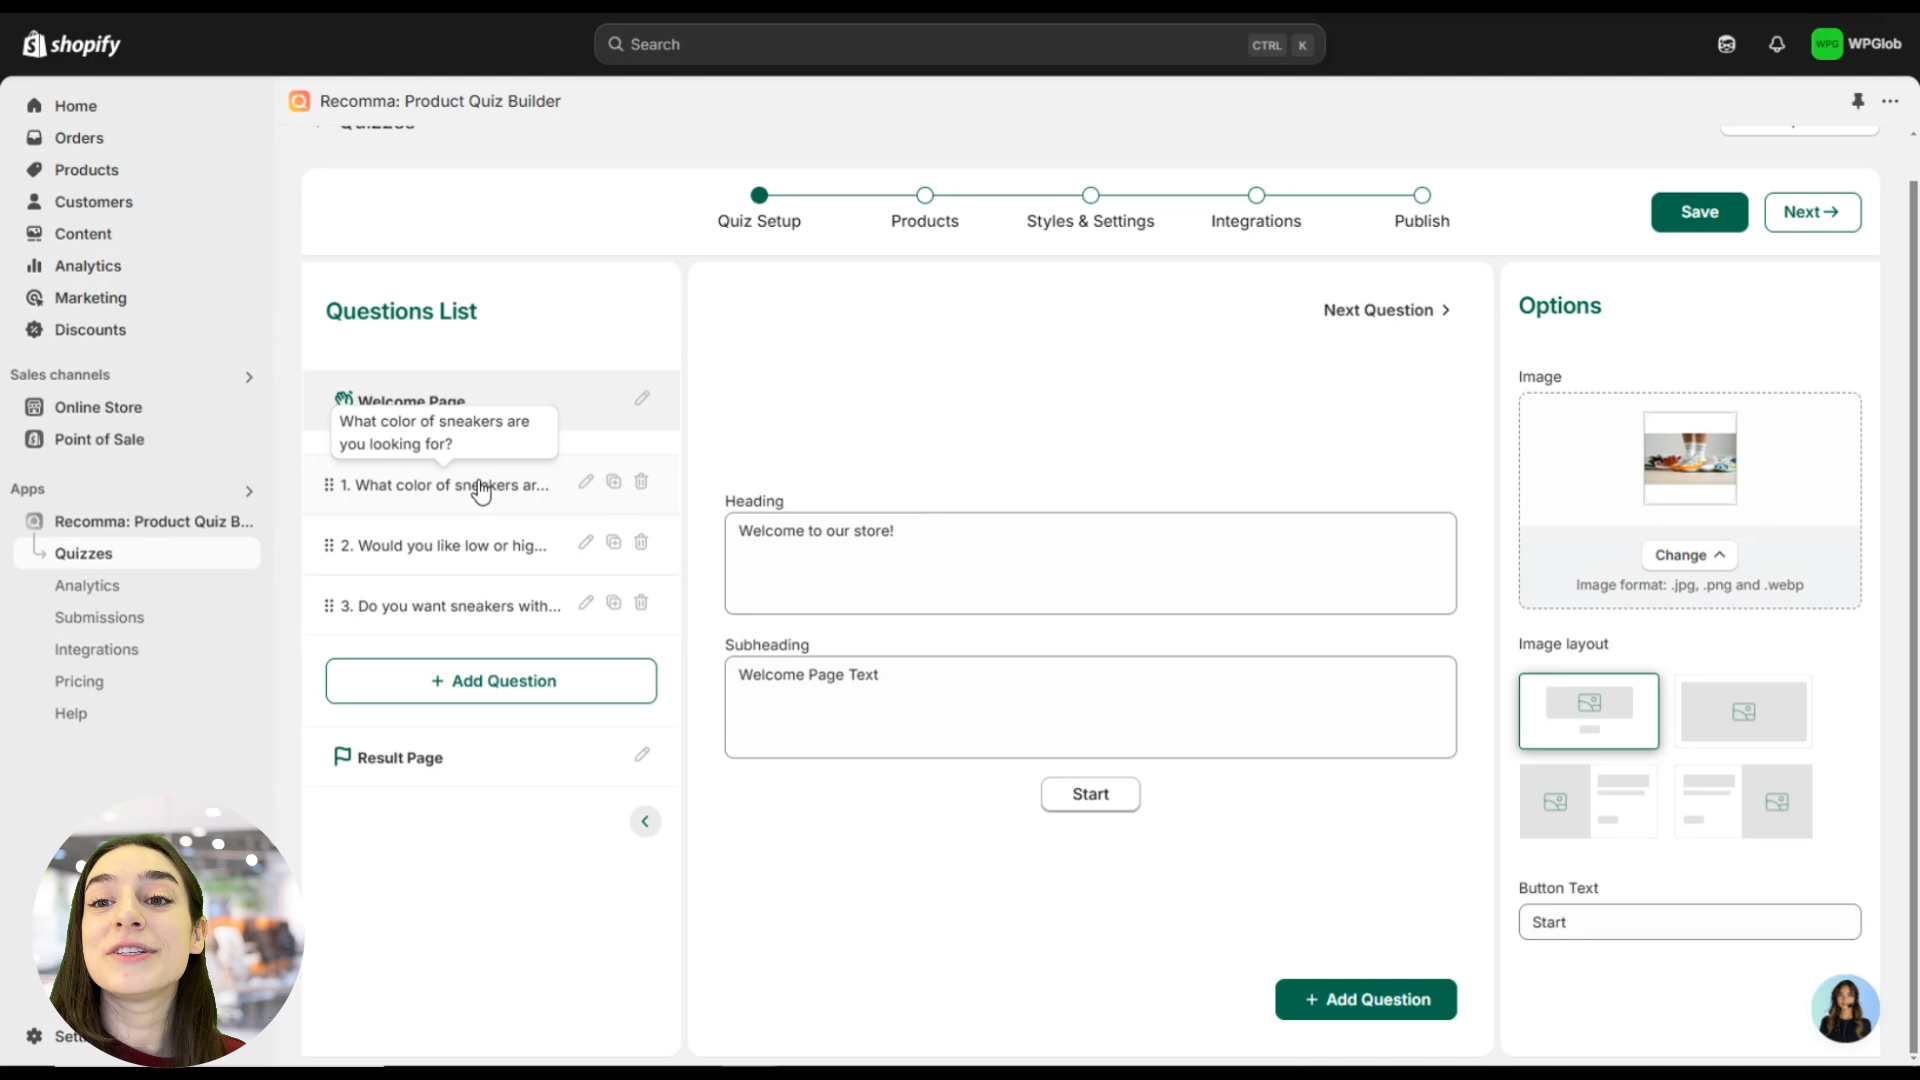 shopify
Search
CTRL K
WPG
WPGlob
Home
Orders
Products
Customers
Content
Analytics
Marketing
Discounts
Sales channels
Online Store
Point of Sale
Apps
Recomma: Product Quiz B...
Quizzes
Analytics
Submissions
Integrations
Pricing
Help
Recomma: Product Quiz Builder
Quizzes
Quiz Setup
Products
Styles & Settings
Integrations
Publish
Save
Next→
Questions List
Welcome Page
What color of sneakers are
you looking for?
1. What color of sneakers ar...
2. Would you like low or hig...
3. Do you want sneakers with...
+ Add Question
Result Page
Next Question >
Heading
Welcome to our store!
Subheading
Welcome Page Text
Start
+ Add Question
Options
Image
Change
Image format: .jpg, .png and .webp
Image layout
Button Text
Start